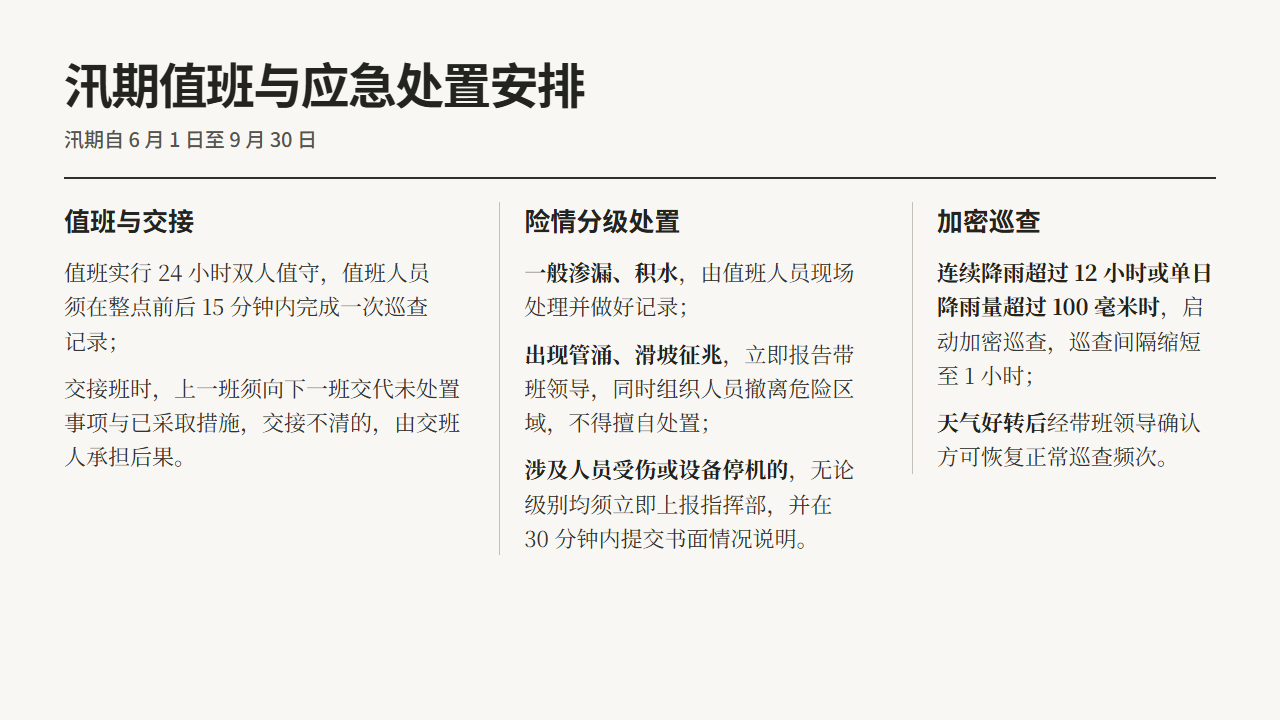 汛期值班与应急处置安排
汛期自 6 月 1 日至 9 月 30 日
值班与交接
值班实行 24 小时双人值守，值班人员
须在整点前后 15 分钟内完成一次巡查
记录；
交接班时，上一班须向下一班交代未处置
事项与已采取措施，交接不清的，由交班
人承担后果。
险情分级处置
一般渗漏、积水，由值班人员现场
处理并做好记录；
出现管涌、滑坡征兆，立即报告带
班领导，同时组织人员撤离危险区
域，不得擅自处置；
涉及人员受伤或设备停机的，无论
级别均须立即上报指挥部，并在
30 分钟内提交书面情况说明。
加密巡查
连续降雨超过 12 小时或单日
降雨量超过 100 毫米时，启
动加密巡查，巡查间隔缩短
至 1 小时；
天气好转后经带班领导确认
方可恢复正常巡查频次。